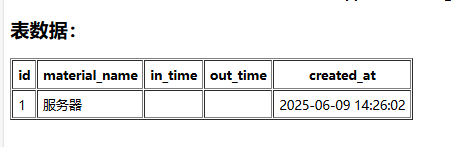 表数据：
id material_name in_time out_time created_at
1 服务器 2025-06-09 14:26:02